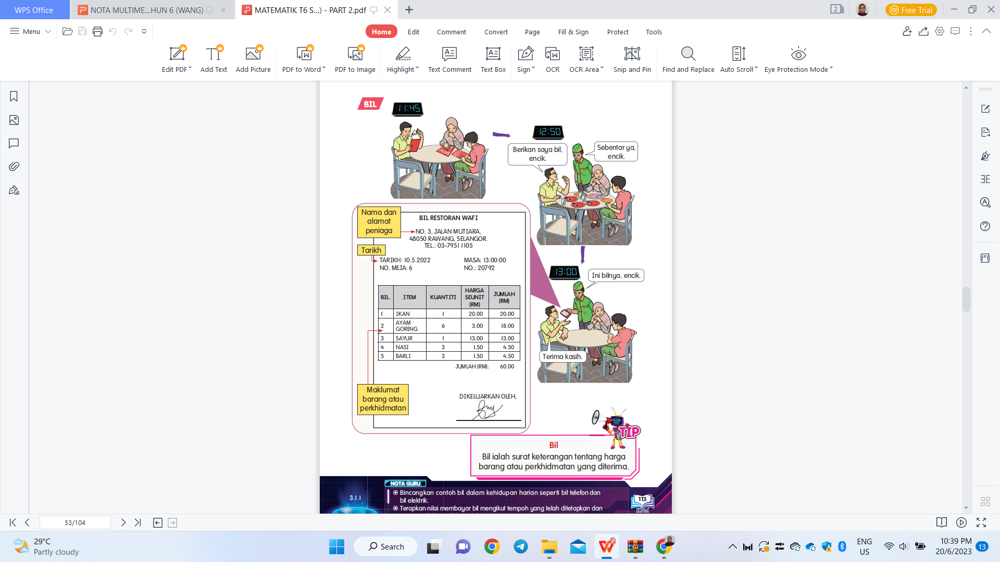 WPS Office
NOTA MULTIME...HUN 6 (WANG)
MATEMATIK T6 S...) - PART 2.pdf
2
Free Trial
Menu
Home
Edit
Comment
Convert
Page
Fill & Sign
Protect
Tools
Edit PDF
Add Text
Add Picture
PDF to Word
PDF to Image
Highlight
Text Comment
Text Box
Sign
OCR
OCR Area
Snip and Pin
Find and Replace
Auto Scroll
Eye Protection Mode
BIL
11:45
12:50
Berikan saya bil,
encik.
Sebentar ya,
encik.
Nama dan
alamat
peniaga
BIL RESTORAN WAFI
NO. 3, JALAN MUTIARA,
48050 RAWANG, SELANGOR.
TEL.: 03-79511105
Tarikh
TARIKH: 10.5.2022 MASA: 13:00:00
NO. MEJA: 6 NO.: 20792
13:00
Ini bilnya, encik.
BIL. ITEM KUANTITI HARGA SEUNIT (RM) JUMLAH (RM)
1 IKAN 1 20.00 20.00
2 AYAM GORENG 6 3.00 18.00
3 SAYUR 1 13.00 13.00
4 NASI 3 1.50 4.50
5 BARLI 3 1.50 4.50
JUMLAH (RM): 60.00
Terima kasih.
Maklumat
barang atau
perkhidmatan
DIKELUARKAN OLEH,
TIP
Bil
Bil ialah surat keterangan tentang harga
barang atau perkhidmatan yang diterima.
NOTA GURU
3.1.1
Bincangkan contoh bil dalam kehidupan harian seperti bil telefon dan
bil elektrik.
Terapkan nilai membayar bil mengikut tempoh yang telah ditetapkan dan
113
KPM
53/104
29°C
Partly cloudy
Search
ENG
US
10:39 PM
20/6/2023
13